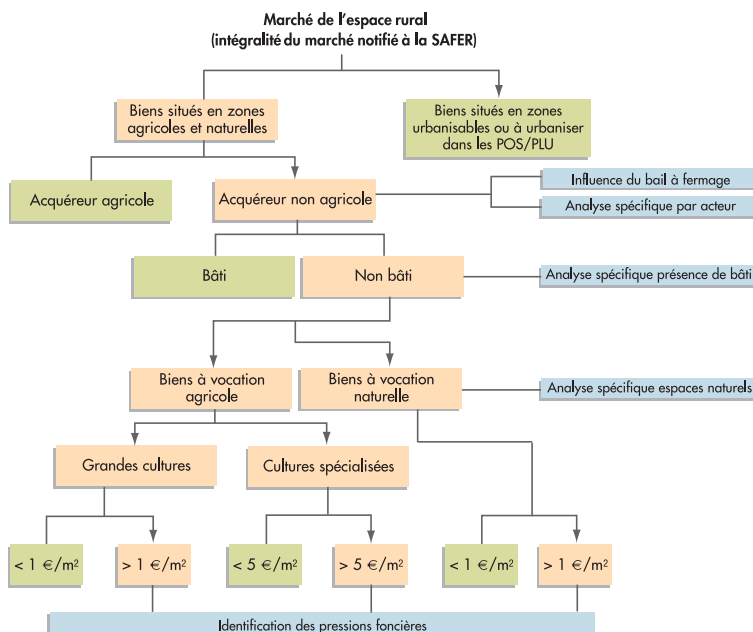 Marché de l'espace rural
(intégralité du marché notifié à la SAFER)
Biens situés en zones
agricoles et naturelles
Biens situés en zones
urbanisables ou à urbaniser
dans les POS/PLU
Acquéreur agricole
Acquéreur non agricole
Influence du bail à fermage
Analyse spécifique par acteur
Bâti
Non bâti
Analyse spécifique présence de bâti
Biens à vocation
agricole
Biens à vocation
naturelle
Analyse spécifique espaces naturels
Grandes cultures
Cultures spécialisées
< 1 €/m²
> 1 €/m²
< 5 €/m²
> 5 €/m²
< 1 €/m²
> 1 €/m²
Identification des pressions foncières